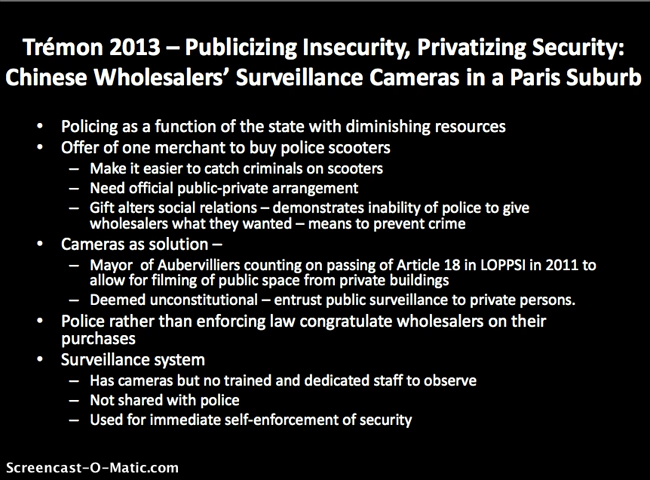 Trémon 2013 – Publicizing Insecurity, Privatizing Security:
Chinese Wholesalers' Surveillance Cameras in a Paris Suburb
• Policing as a function of the state with diminishing resources
• Offer of one merchant to buy police scooters
– Make it easier to catch criminals on scooters
– Need official public-private arrangement
– Gift alters social relations – demonstrates inability of police to give
wholesalers what they wanted – means to prevent crime
• Cameras as solution –
– Mayor of Aubervilliers counting on passing of Article 18 in LOPPSI in 2011 to
allow for filming of public space from private buildings
– Deemed unconstitutional – entrust public surveillance to private persons.
• Police rather than enforcing law congratulate wholesalers on their
purchases
• Surveillance system
– Has cameras but no trained and dedicated staff to observe
– Not shared with police
– Used for immediate self-enforcement of security
Screencast-O-Matic.com